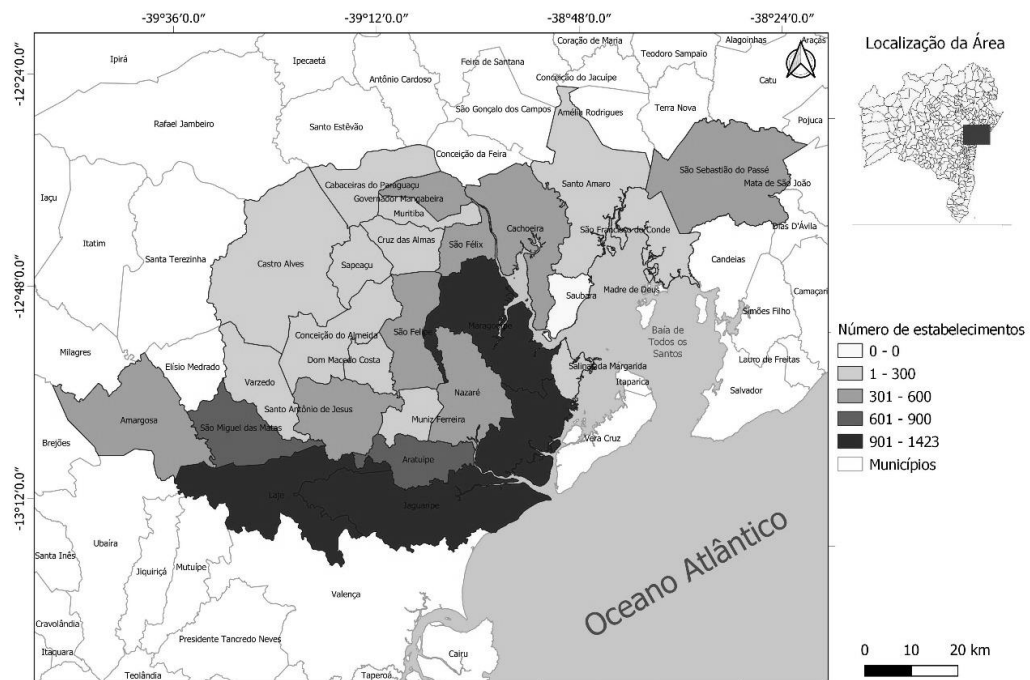 -39°36'0.0"
-39°12'0.0"
-38°48'0.0"
-38°24'0.0"
-12°24'0.0"
-12°48'0.0"
-13°12'0.0"
Ipirá
Ipecaetá
Antônio Cardoso
Feira de Santana
Coração de Maria
Teodoro Sampaio
Alagoinhas
Araçás
Conceição do Jacuípe
Catu
Rafael Jambeiro
Santo Estêvão
São Gonçalo dos Campos
Amélia Rodrigues
Terra Nova
Pojuca
Conceição da Feira
Iaçu
Cabaceiras do Paraguaçu
Governador Mangabeira
Muritiba
Santo Amaro
São Sebastião do Passé
Mata de São João
Itatim
Santa Terezinha
Castro Alves
Cruz das Almas
Sapeaçu
São Félix
Cachoeira
São Francisco do Conde
Dias D'Ávila
Candeias
Camaçari
Saubara
Madre de Deus
Simões Filho
Milagres
Elísio Medrado
Conceição do Almeida
São Felipe
Maragogipe
Baía de
Todos os
Santos
Dom Macedo Costa
Salinas da Margarida
Lauro de Freitas
Varzedo
Nazaré
Itaparica
Salvador
Amargosa
São Miguel das Matas
Santo Antônio de Jesus
Muniz Ferreira
Vera Cruz
Brejões
Aratuípe
Laje
Jaguaripe
Ubaíra
Santa Inês
Jiquiriçá
Mutuípe
Valença
Cravolândia
Itaquara
Presidente Tancredo Neves
Teolândia
Taperoá
Cairu
Oceano Atlântico
Localização da Área
Número de estabelecimentos
0 - 0
1 - 300
301 - 600
601 - 900
901 - 1423
Municípios
0 10 20 km